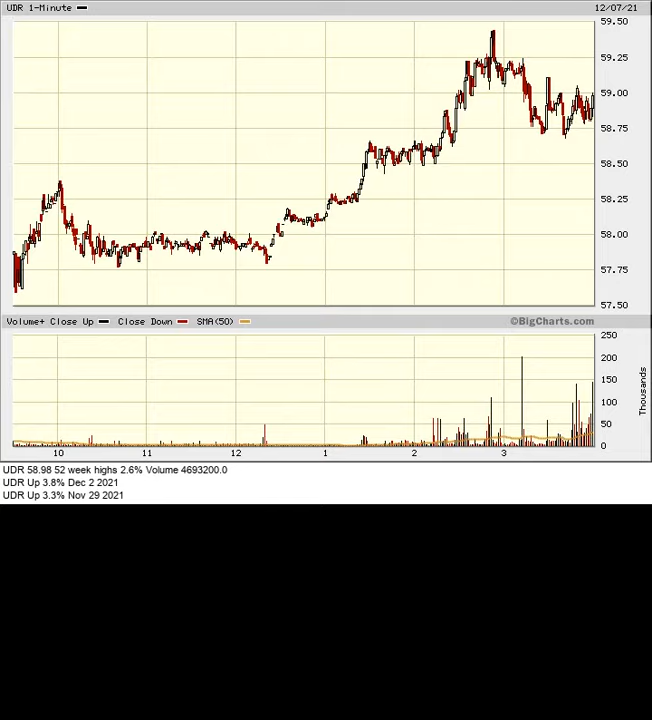 UDR 1-Minute 12/07/21
59.50
59.25
59.00
58.75
58.50
58.25
58.00
57.75
57.50
Volume+ Close Up Close Down SMA(50) ©BigCharts.com
250
200
150
100
50
0
Thousands
10 11 12 1 2 3
UDR 58.98 52 week highs 2.6% Volume 4693200.0
UDR Up 3.8% Dec 2 2021
UDR Up 3.3% Nov 29 2021